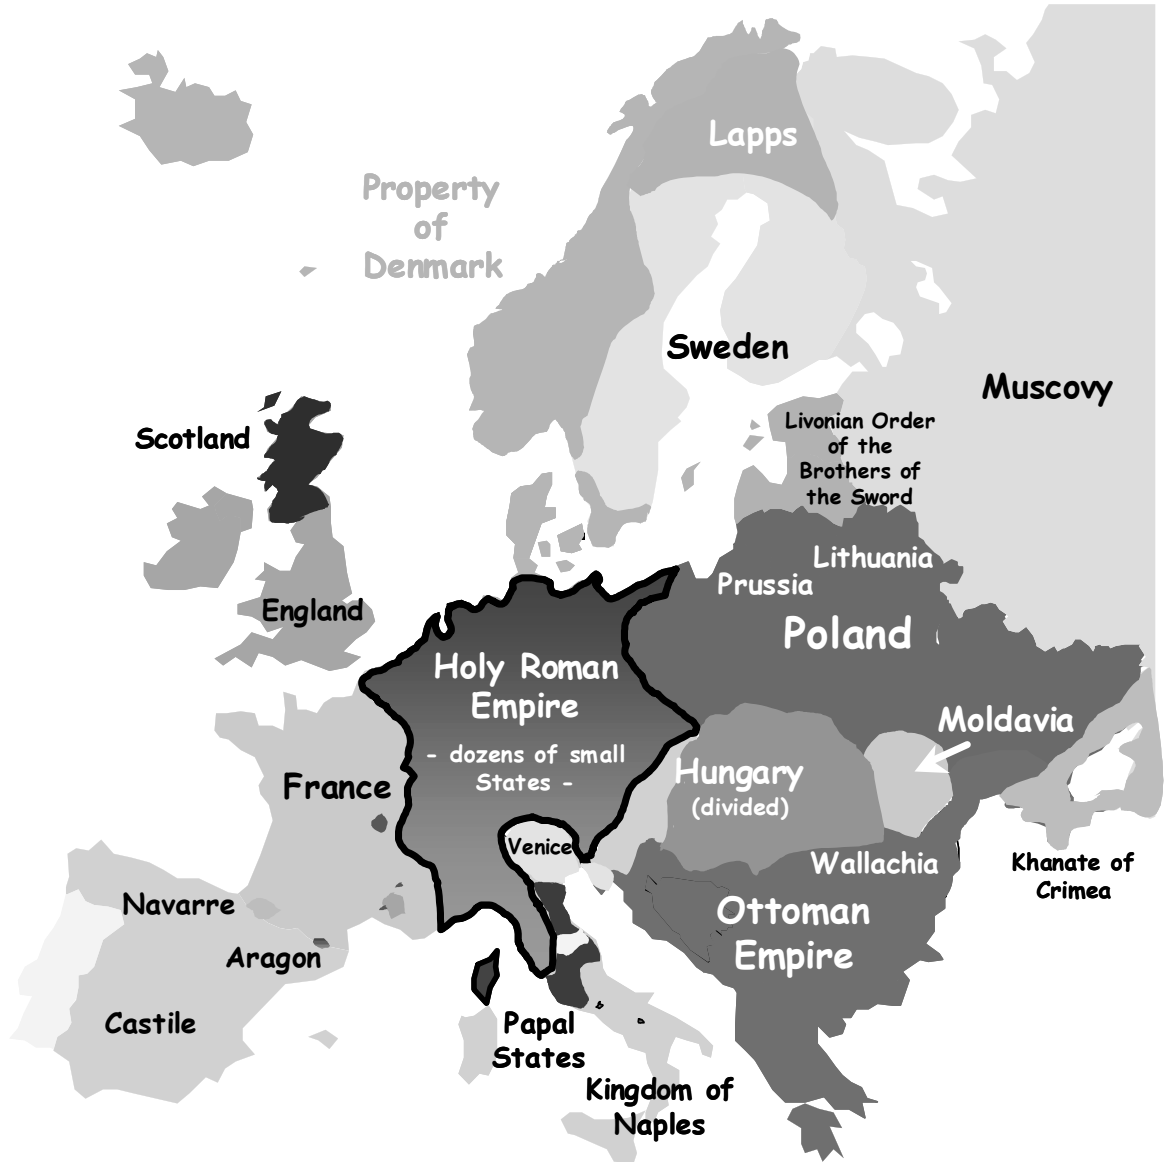 Lapps
Property
of
Denmark
Sweden
Muscovy
Scotland
Livonian Order
of the
Brothers of
the Sword
Lithuania
Prussia
England
Poland
Holy Roman
Empire
- dozens of small
States -
Moldavia
Hungary
(divided)
France
Venice
Wallachia
Khanate of
Crimea
Navarre
Ottoman
Empire
Aragon
Castile
Papal
States
Kingdom of
Naples